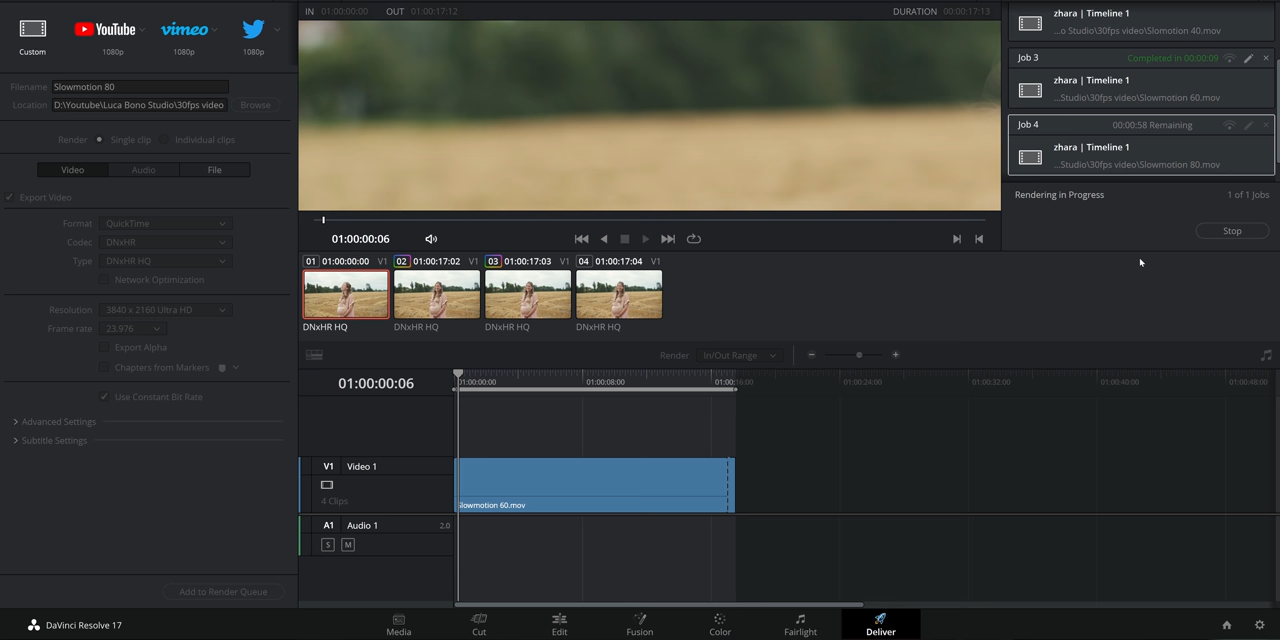 IN 01:00:00:00 OUT 01:00:17:12 DURATION 00:00:17:13
Custom
YouTube
1080p
vimeo
1080p
1080p
Filename Slowmotion 80
Location D:\Youtube\Luca Bono Studio\30fps video Browse
Render Single clip Individual clips
Video Audio File
Export Video
Format QuickTime
Codec DNxHR
Type DNxHR HQ
Network Optimization
Resolution 3840 x 2160 Ultra HD
Frame rate 23.976
Export Alpha
Chapters from Markers
Use Constant Bit Rate
Advanced Settings
Subtitle Settings
Add to Render Queue
zhara | Timeline 1
...o Studio\30fps video\Slomotion 40.mov
Job 3 Completed in 00:00:09
zhara | Timeline 1
...Studio\30fps video\Slowmotion 60.mov
Job 4 00:00:58 Remaining
zhara | Timeline 1
...Studio\30fps video\Slowmotion 80.mov
Rendering in Progress 1 of 1 Jobs
Stop
01:00:00:06
01 01:00:00:00 V1 02 01:00:17:02 V1 03 01:00:17:03 V1 04 01:00:17:04 V1
DNxHR HQ DNxHR HQ DNxHR HQ DNxHR HQ
Render In/Out Range
01:00:00:06
01:00:00:00 01:00:08:00 01:00:16:00 01:00:24:00 01:00:32:00 01:00:40:00 01:00:48:00
V1 Video 1
4 Clips
Slowmotion 60.mov
A1 Audio 1 2.0
S M
DaVinci Resolve 17
Media Cut Edit Fusion Color Fairlight Deliver